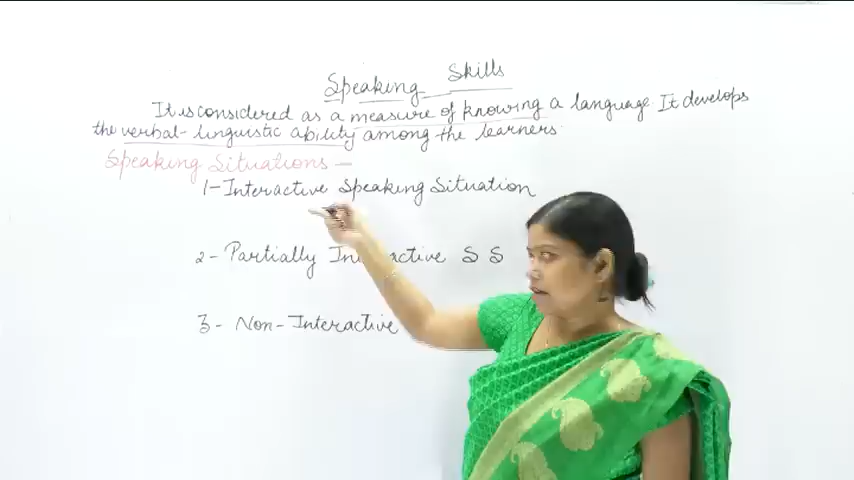 Speaking Skills
It is considered as a measure of knowing a language. It develops
the verbal-linguistic ability among the learners.
Speaking Situations -
1- Interactive Speaking Situation
2- Partially Interactive S S
3- Non-Interactive